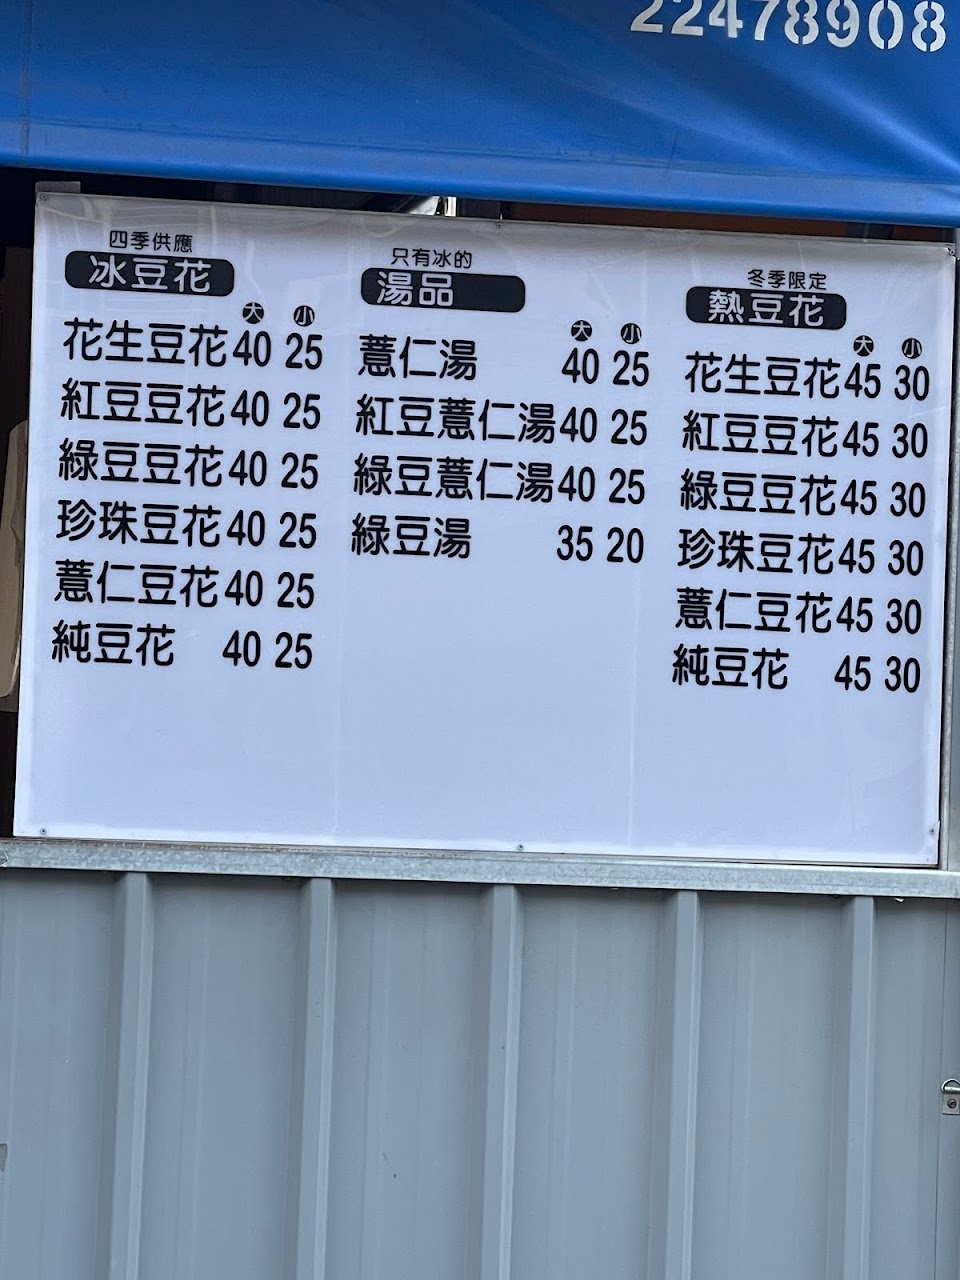 22478908
四季供應
冰豆花
大 小
花生豆花 40 25
紅豆豆花 40 25
綠豆豆花 40 25
珍珠豆花 40 25
薏仁豆花 40 25
純豆花 40 25
只有冰的
湯品
大 小
薏仁湯 40 25
紅豆薏仁湯 40 25
綠豆薏仁湯 40 25
綠豆湯 35 20
冬季限定
熱豆花
大 小
花生豆花 45 30
紅豆豆花 45 30
綠豆豆花 45 30
珍珠豆花 45 30
薏仁豆花 45 30
純豆花 45 30